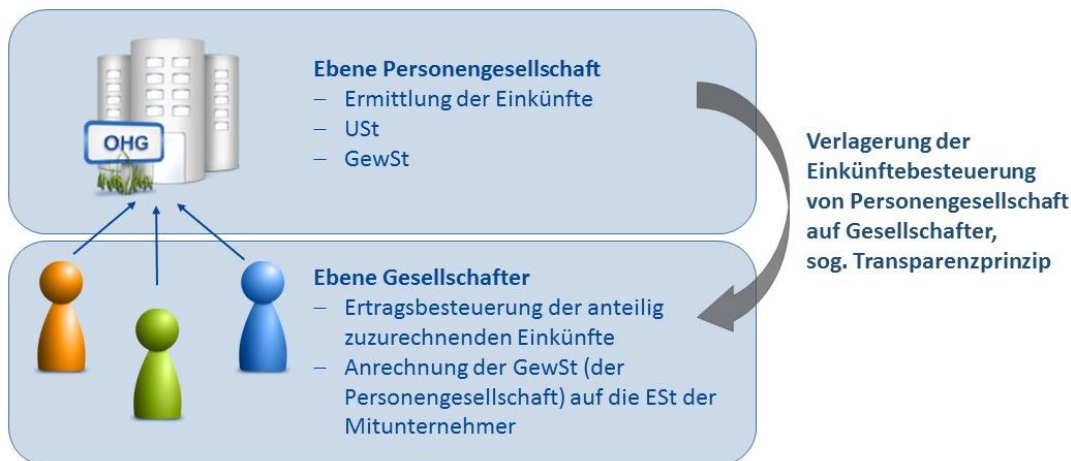 Ebene Personengesellschaft
– Ermittlung der Einkünfte
– USt
– GewSt
OHG
Verlagerung der
Einkünftebesteuerung
von Personengesellschaft
auf Gesellschafter,
sog. Transparenzprinzip
Ebene Gesellschafter
– Ertragsbesteuerung der anteilig
zuzurechnenden Einkünfte
– Anrechnung der GewSt (der
Personengesellschaft) auf die ESt der
Mitunternehmer